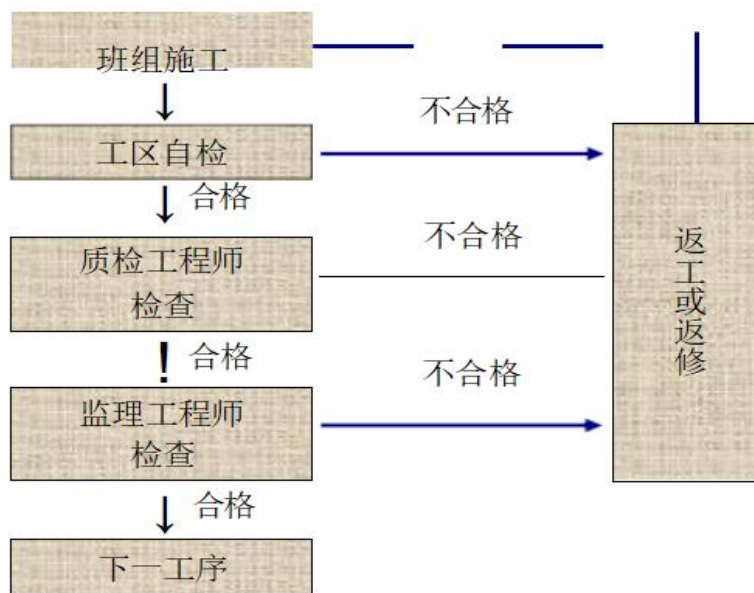 班组施工
不合格
工区自检
合格
不合格
质检工程师
检查
返工或返修
合格
不合格
监理工程师
检查
合格
下一工序